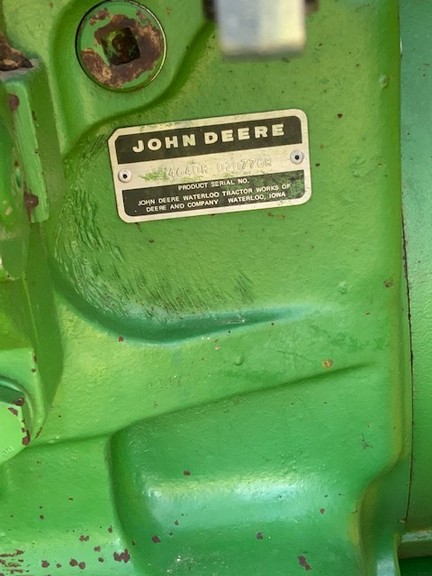 JOHN DEERE
PRODUCT SERIAL NO.
JOHN DEERE WATERLOO TRACTOR WORKS OF
DEERE AND COMPANY WATERLOO, IOWA